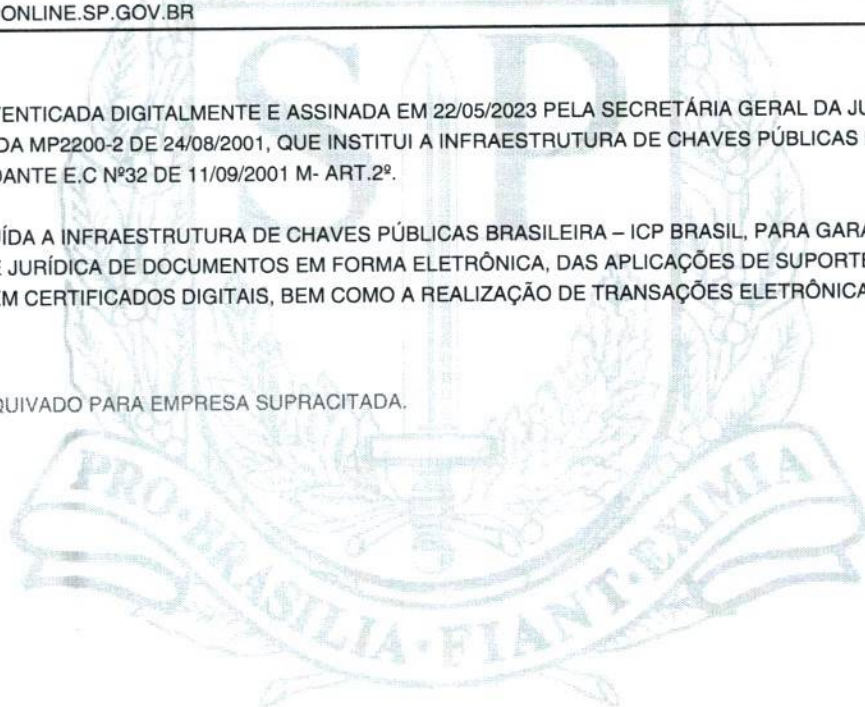 ONLINE.SP.GOV.BR
TENTICADA DIGITALMENTE E ASSINADA EM 22/05/2023 PELA SECRETÁRIA GERAL DA JU
DA MP2200-2 DE 24/08/2001, QUE INSTITUI A INFRAESTRUTURA DE CHAVES PÚBLICAS
DANTE E.C Nº32 DE 11/09/2001 M- ART.2º.
ÍDA A INFRAESTRUTURA DE CHAVES PÚBLICAS BRASILEIRA – ICP BRASIL, PARA GARA
E JURÍDICA DE DOCUMENTOS EM FORMA ELETRÔNICA, DAS APLICAÇÕES DE SUPORTE
EM CERTIFICADOS DIGITAIS, BEM COMO A REALIZAÇÃO DE TRANSAÇÕES ELETRÔNICA
QUIVADO PARA EMPRESA SUPRACITADA.
SP
PRO·BRASILIA·FIANT·EXIMIA